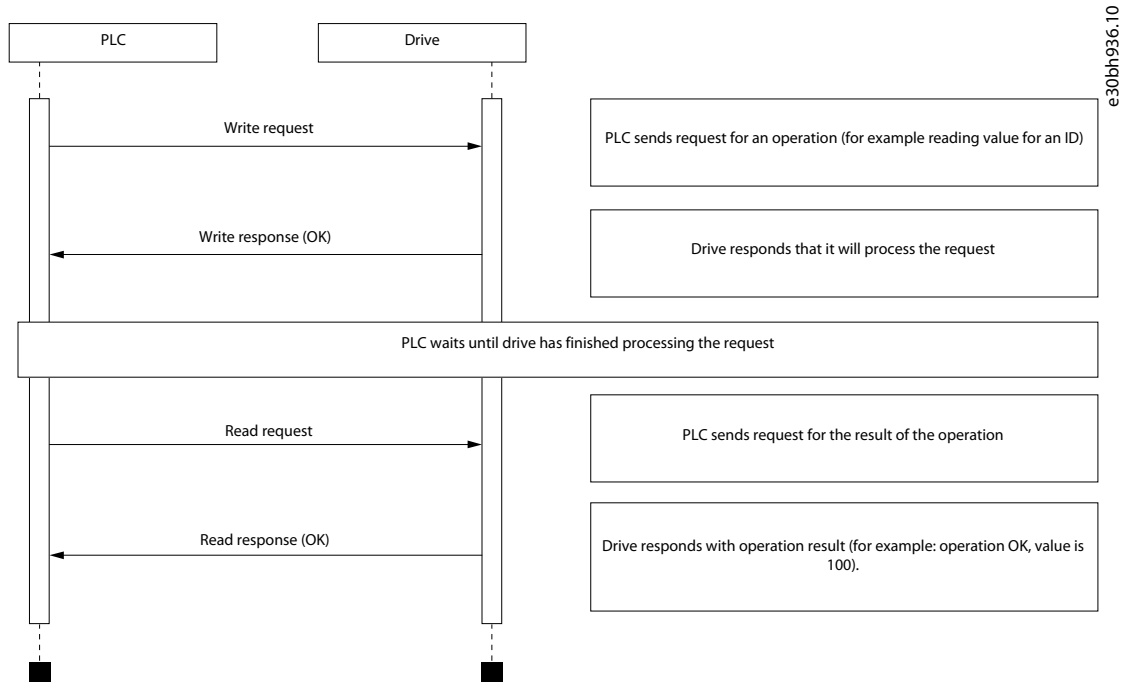 PLC
Drive
e30bh936.10
Write request
PLC sends request for an operation (for example reading value for an ID)
Write response (OK)
Drive responds that it will process the request
PLC waits until drive has finished processing the request
Read request
PLC sends request for the result of the operation
Read response (OK)
Drive responds with operation result (for example: operation OK, value is
100).